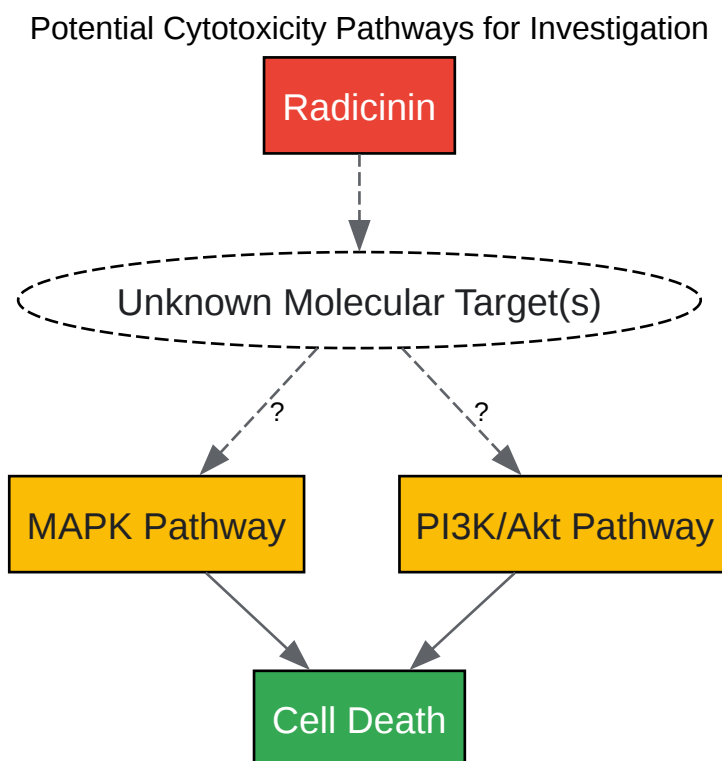 Potential Cytotoxicity Pathways for Investigation
Radicinin
Unknown Molecular Target(s)
? ?
MAPK Pathway
PI3K/Akt Pathway
Cell Death